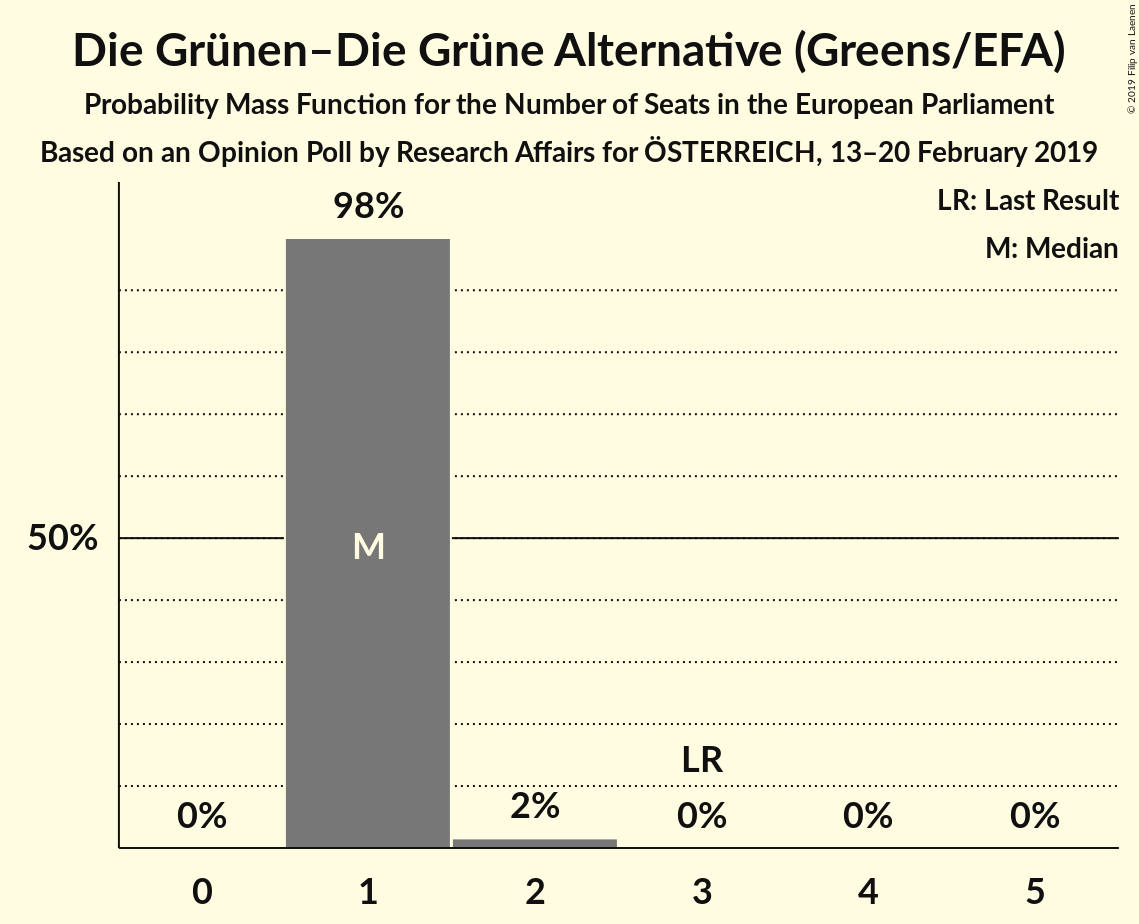 Die Grünen–Die Grüne Alternative (Greens/EFA)
Probability Mass Function for the Number of Seats in the European Parliament
Based on an Opinion Poll by Research Affairs for ÖSTERREICH, 13–20 February 2019
© 2019 Filip van Laenen
LR: Last Result
M: Median
98%
50%
M
LR
0%
2%
0%
0%
0%
0
1
2
3
4
5